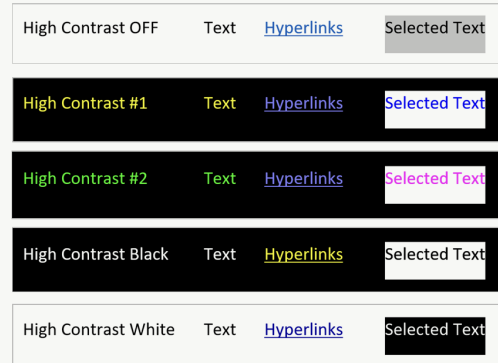 High Contrast OFF Text Hyperlinks Selected Text
High Contrast #1 Text Hyperlinks Selected Text
High Contrast #2 Text Hyperlinks Selected Text
High Contrast Black Text Hyperlinks Selected Text
High Contrast White Text Hyperlinks Selected Text